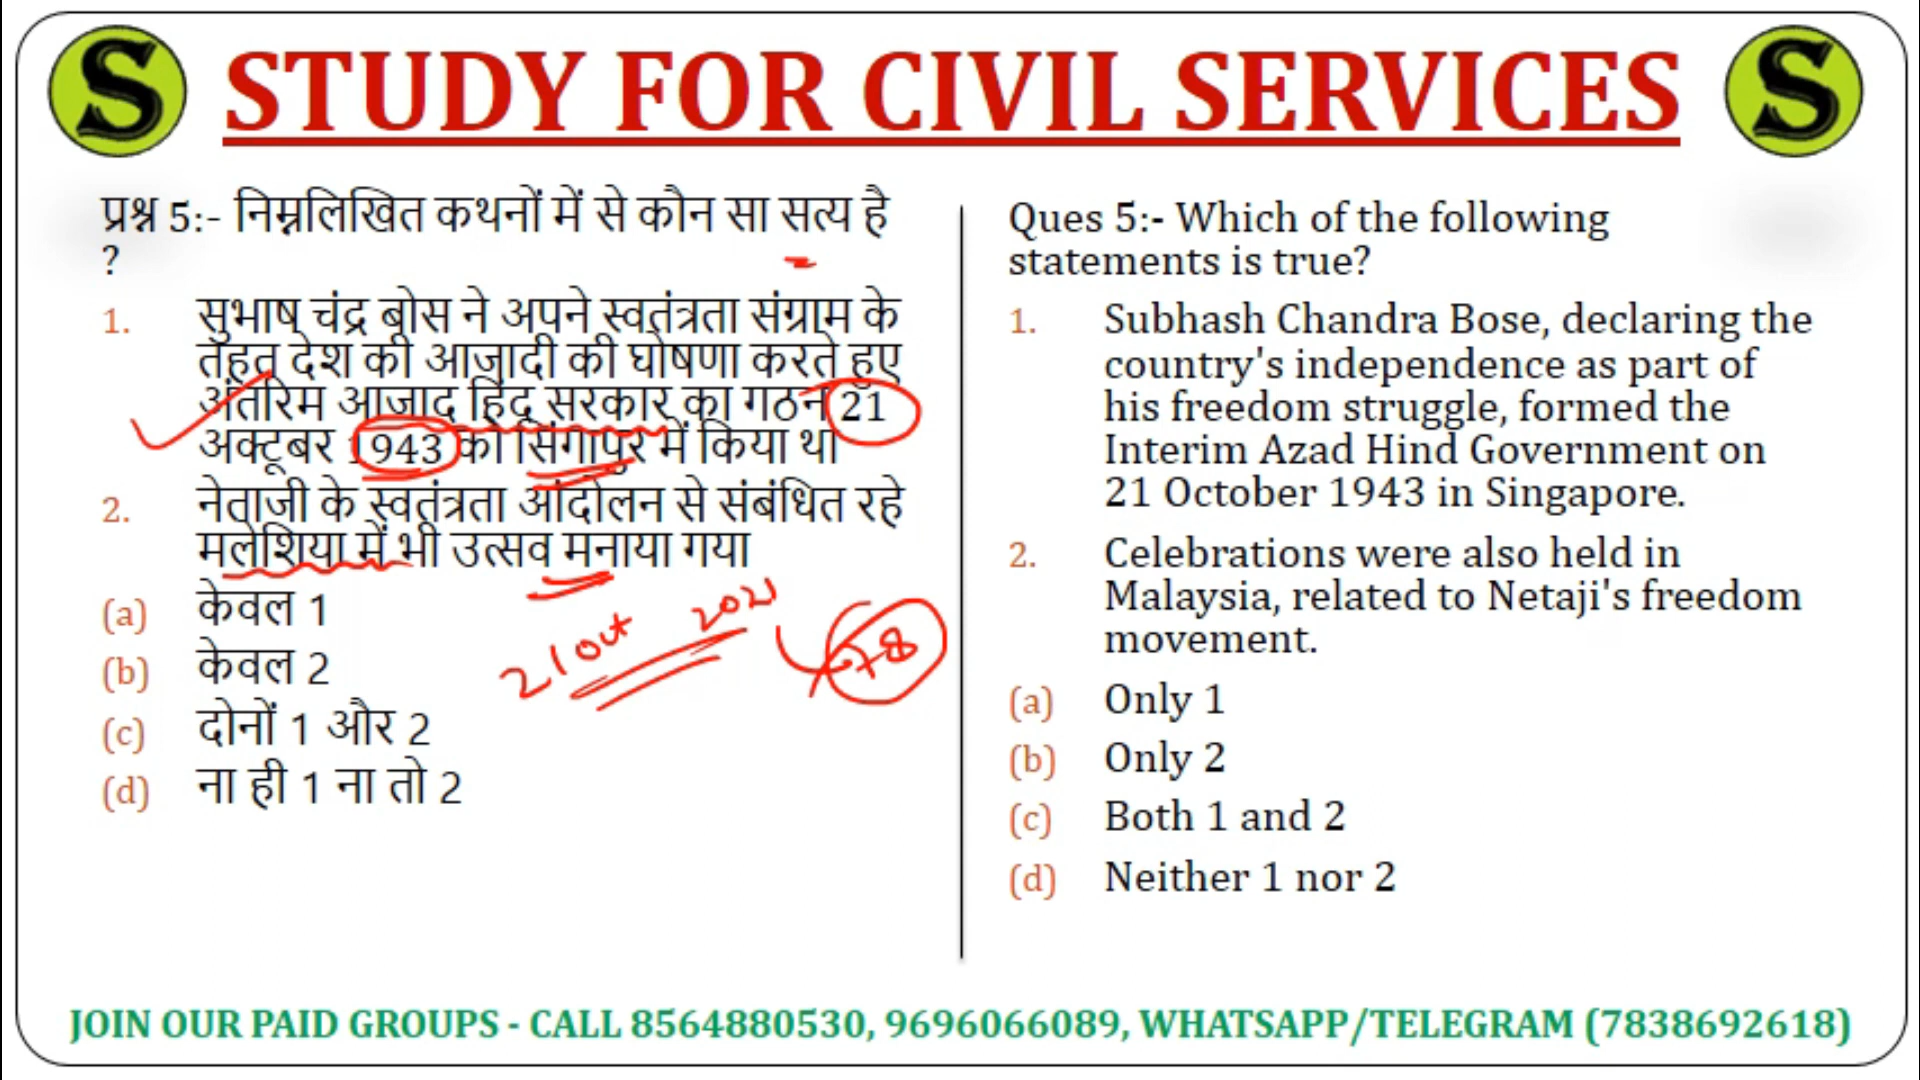 S STUDY FOR CIVIL SERVICES S
प्रश्न 5:- निम्नलिखित कथनों में से कौन सा सत्य है
?
1. सुभाष चंद्र बोस ने अपने स्वतंत्रता संग्राम के
तहत देश की आजादी की घोषणा करते हुए
अंतरिम आजाद हिंद सरकार का गठन 21
अक्टूबर 1943 को सिंगापुर में किया था
2. नेताजी के स्वतंत्रता आंदोलन से संबंधित रहे
मलेशिया में भी उत्सव मनाया गया
(a) केवल 1
(b) केवल 2
(c) दोनों 1 और 2
(d) ना ही 1 ना तो 2
21 2021
78
Ques 5:- Which of the following
statements is true?
1. Subhash Chandra Bose, declaring the
country's independence as part of
his freedom struggle, formed the
Interim Azad Hind Government on
21 October 1943 in Singapore.
2. Celebrations were also held in
Malaysia, related to Netaji's freedom
movement.
(a) Only 1
(b) Only 2
(c) Both 1 and 2
(d) Neither 1 nor 2
JOIN OUR PAID GROUPS - CALL 8564880530, 9696066089, WHATSAPP/TELEGRAM (7838692618)